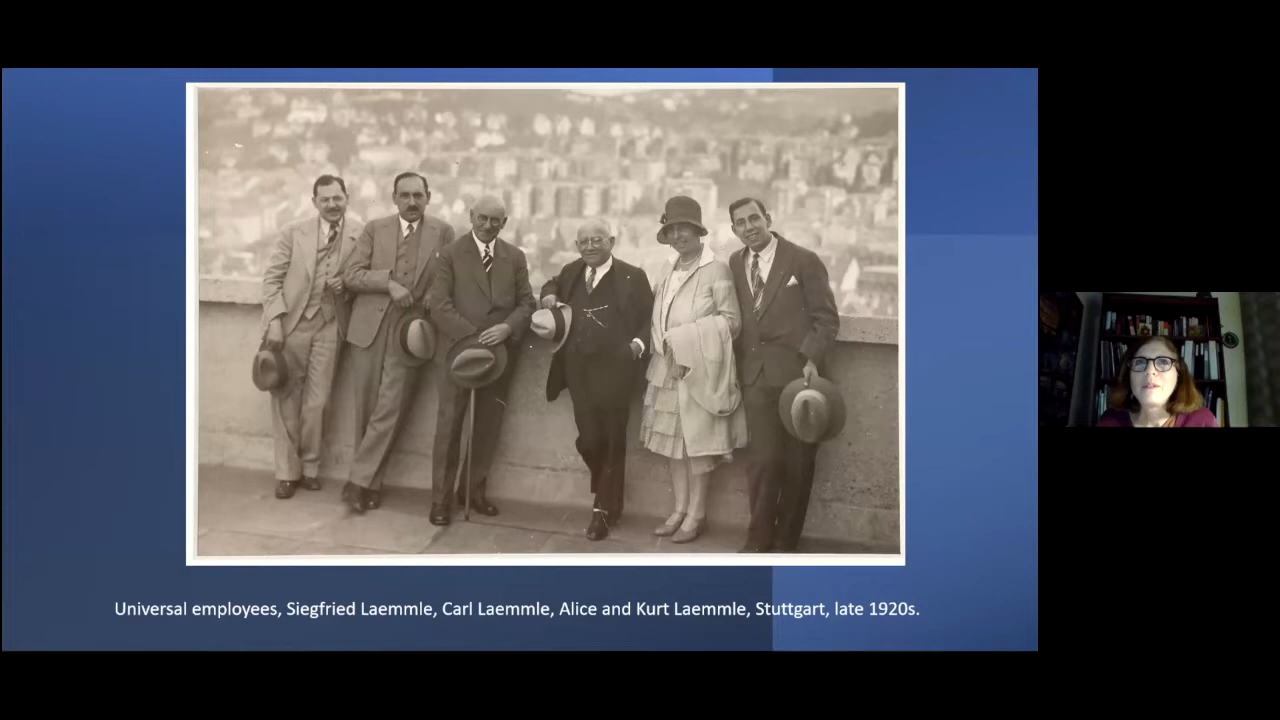 Universal employees, Siegfried Laemmle, Carl Laemmle, Alice and Kurt Laemmle, Stuttgart, late 1920s.